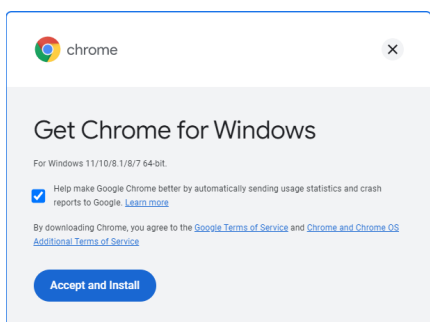 chrome
Get Chrome for Windows
For Windows 11/10/8.1/8/7 64-bit.
Help make Google Chrome better by automatically sending usage statistics and crash
reports to Google. Learn more
By downloading Chrome, you agree to the Google Terms of Service and Chrome and Chrome OS
Additional Terms of Service
Accept and Install